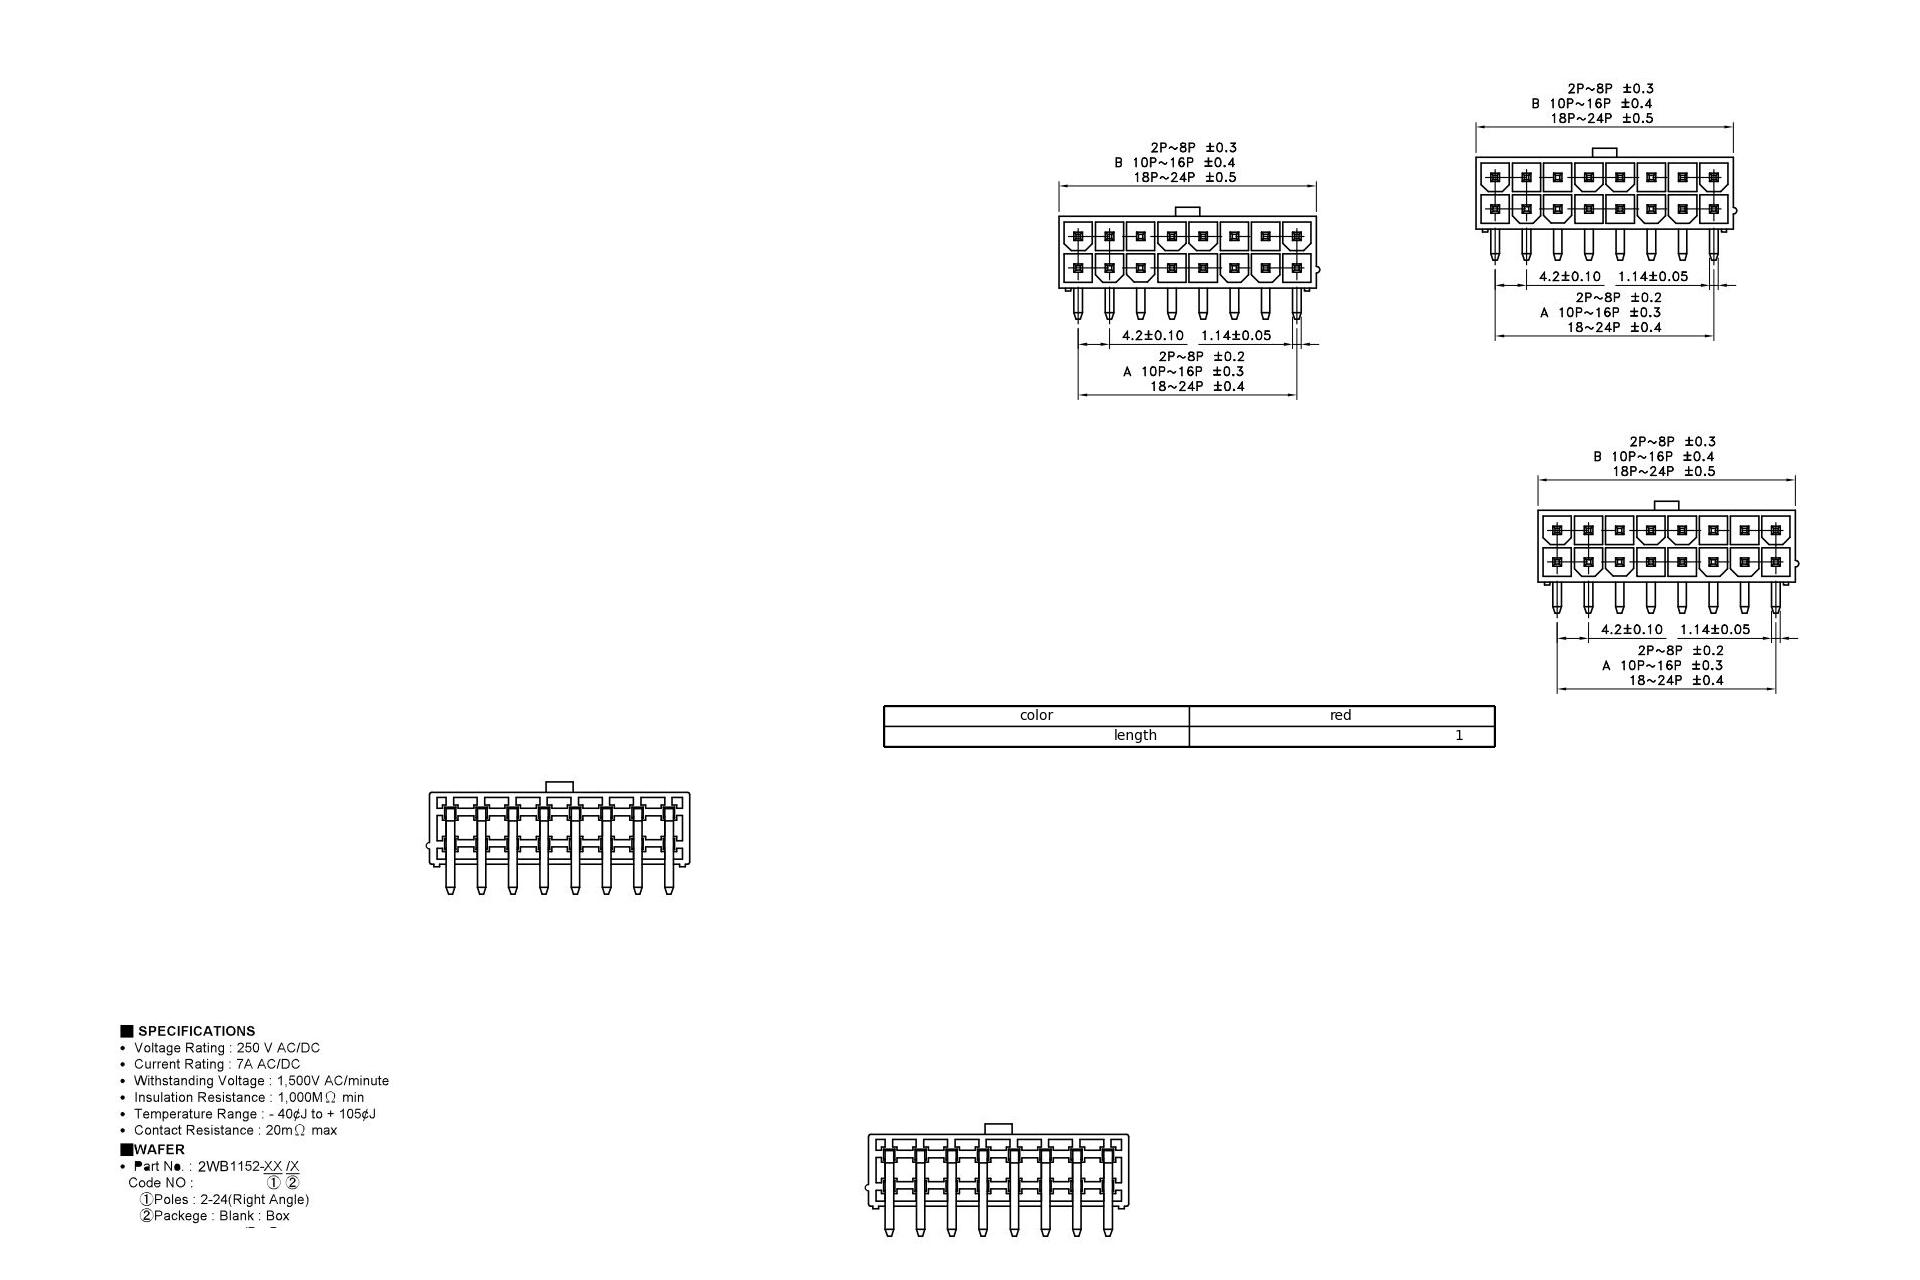 2P~8P ±0.3
B 10P~16P ±0.4
18P~24P ±0.5
4.2±0.10 1.14±0.05
2P~8P ±0.2
A 10P~16P ±0.3
18~24P ±0.4
2P~8P ±0.3
B 10P~16P ±0.4
18P~24P ±0.5
4.2±0.10 1.14±0.05
2P~8P ±0.2
A 10P~16P ±0.3
18~24P ±0.4
2P~8P ±0.3
B 10P~16P ±0.4
18P~24P ±0.5
4.2±0.10 1.14±0.05
2P~8P ±0.2
A 10P~16P ±0.3
18~24P ±0.4
color red
length 1
■ SPECIFICATIONS
• Voltage Rating : 250 V AC/DC
• Current Rating : 7A AC/DC
• Withstanding Voltage : 1,500V AC/minute
• Insulation Resistance : 1,000MΩ min
• Temperature Range : - 40¢J to + 105¢J
• Contact Resistance : 20mΩ max
■WAFER
• Part No. : 2WB1152-XX /X
Code NO : ① ②
①Poles : 2-24(Right Angle)
②Packege : Blank : Box